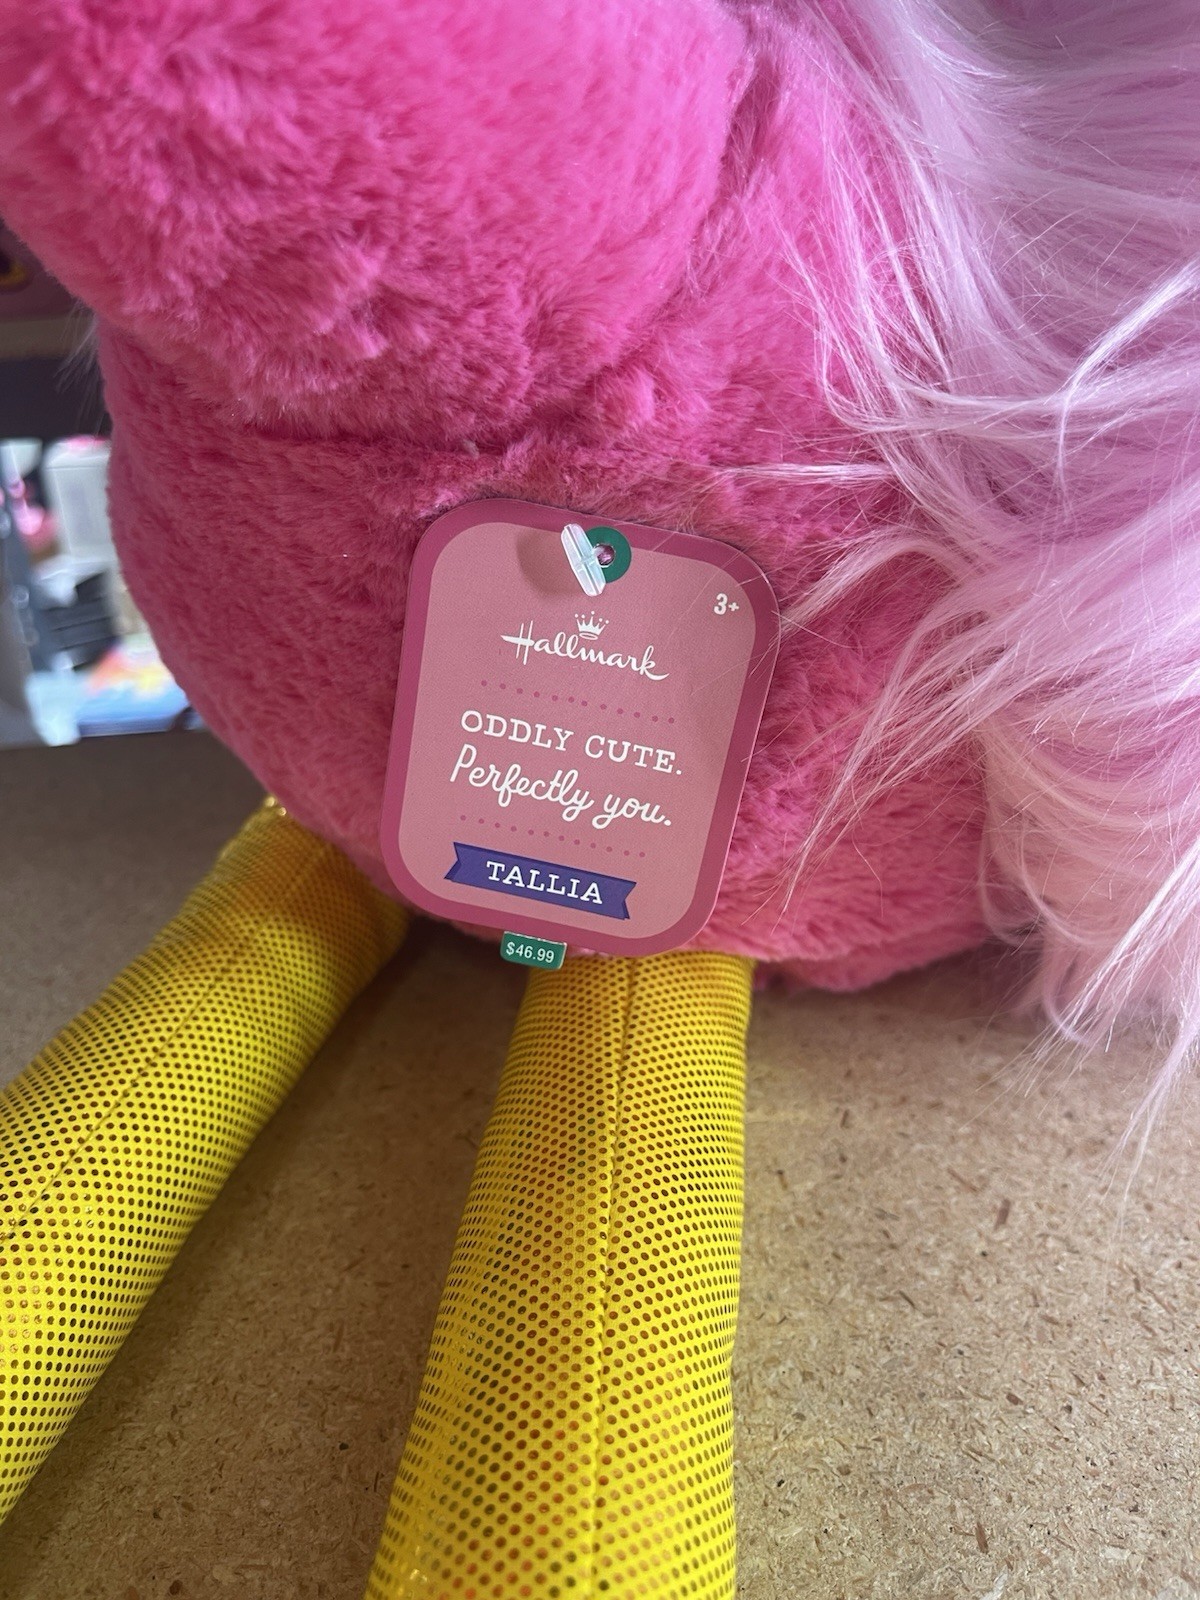 3+
Hallmark
ODDLY CUTE.
Perfectly you.
TALLIA
$46.99